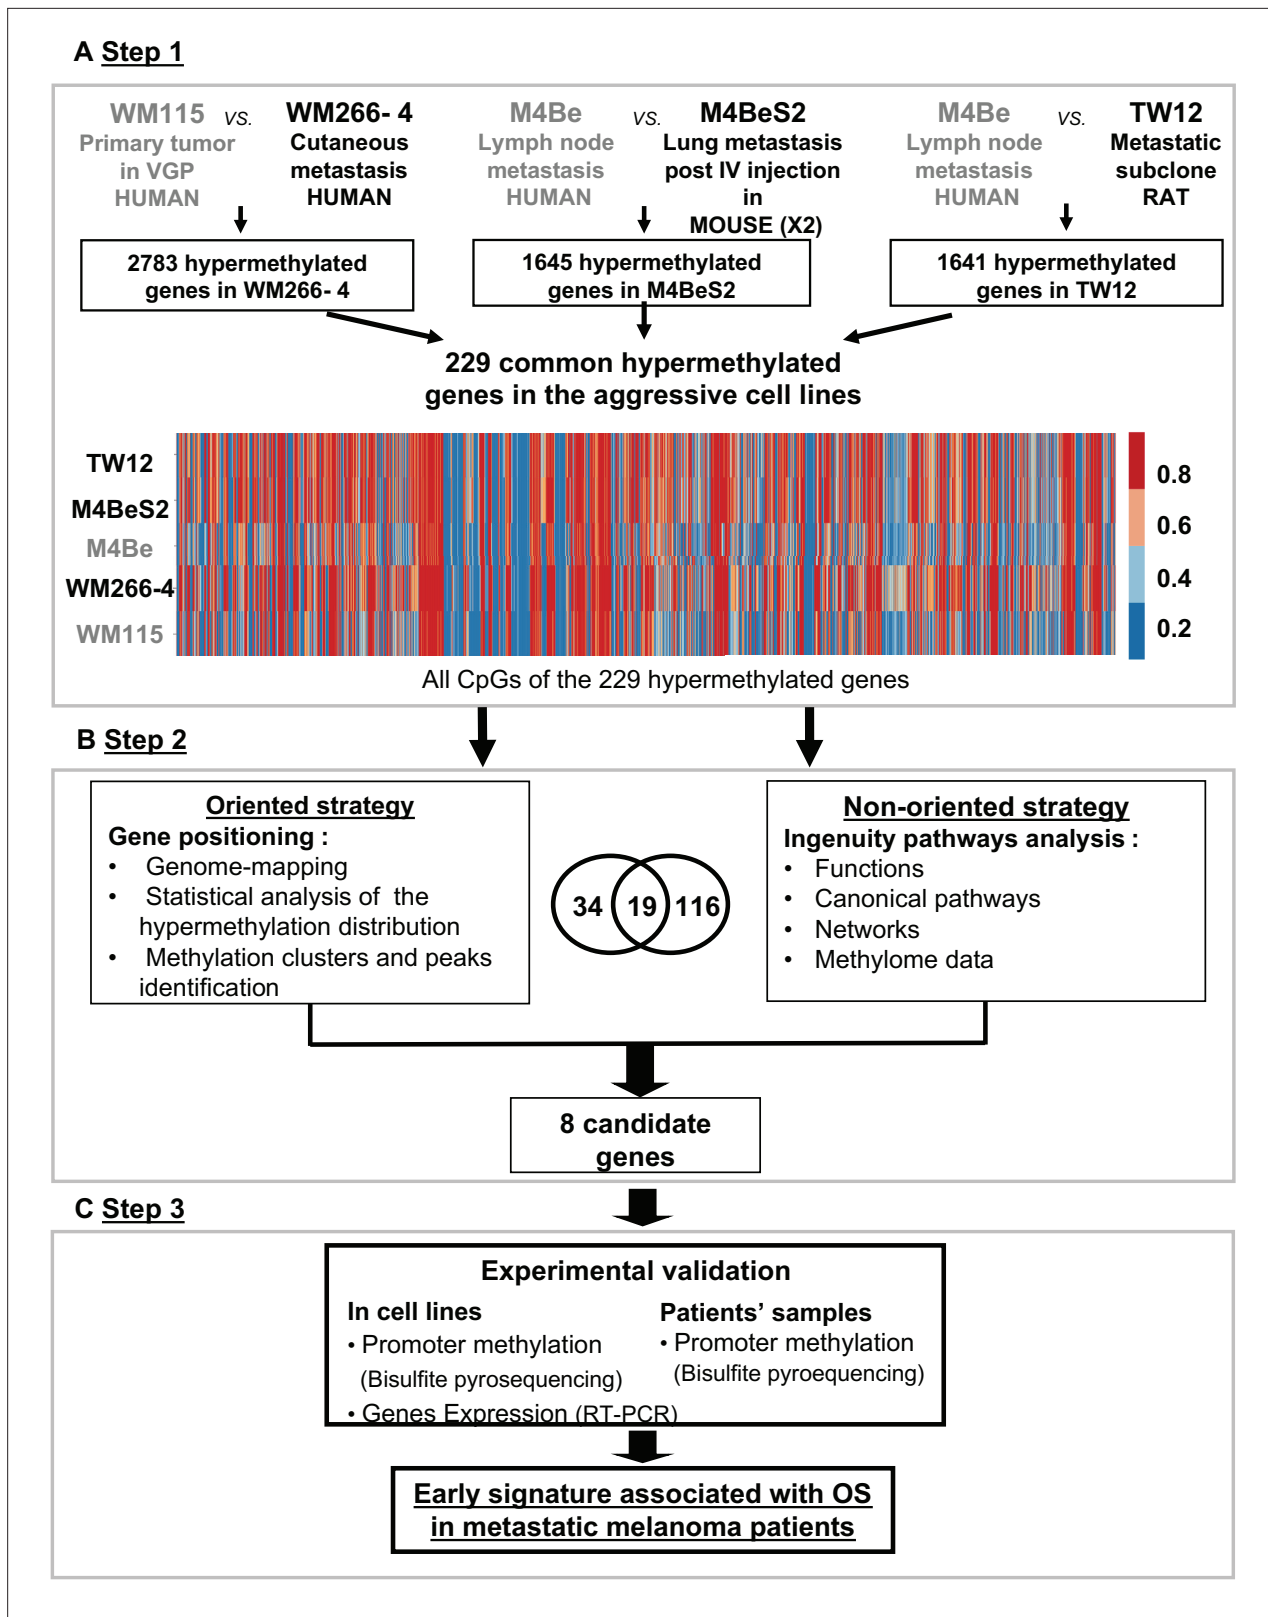 A Step 1
WM115 VS. WM266- 4
Primary tumor in VGP HUMAN
Cutaneous metastasis HUMAN
M4Be VS. M4BeS2
Lymph node metastasis HUMAN
Lung metastasis post IV injection in MOUSE (X2)
M4Be VS. TW12
Lymph node metastasis HUMAN
Metastatic subclone RAT
2783 hypermethylated
genes in WM266- 4
1645 hypermethylated
genes in M4BeS2
1641 hypermethylated
genes in TW12
229 common hypermethylated
genes in the aggressive cell lines
TW12
M4BeS2
M4Be
WM266-4
WM115
0.8
0.6
0.4
0.2
All CpGs of the 229 hypermethylated genes
B Step 2
Oriented strategy
Gene positioning :
• Genome-mapping
• Statistical analysis of the
hypermethylation distribution
• Methylation clusters and peaks
identification
34 19 116
Non-oriented strategy
Ingenuity pathways analysis :
• Functions
• Canonical pathways
• Networks
• Methylome data
8 candidate
genes
C Step 3
Experimental validation
In cell lines
• Promoter methylation
(Bisulfite pyrosequencing)
• Genes Expression (RT-PCR)
Patients’ samples
• Promoter methylation
(Bisulfite pyroequencing)
Early signature associated with OS
in metastatic melanoma patients